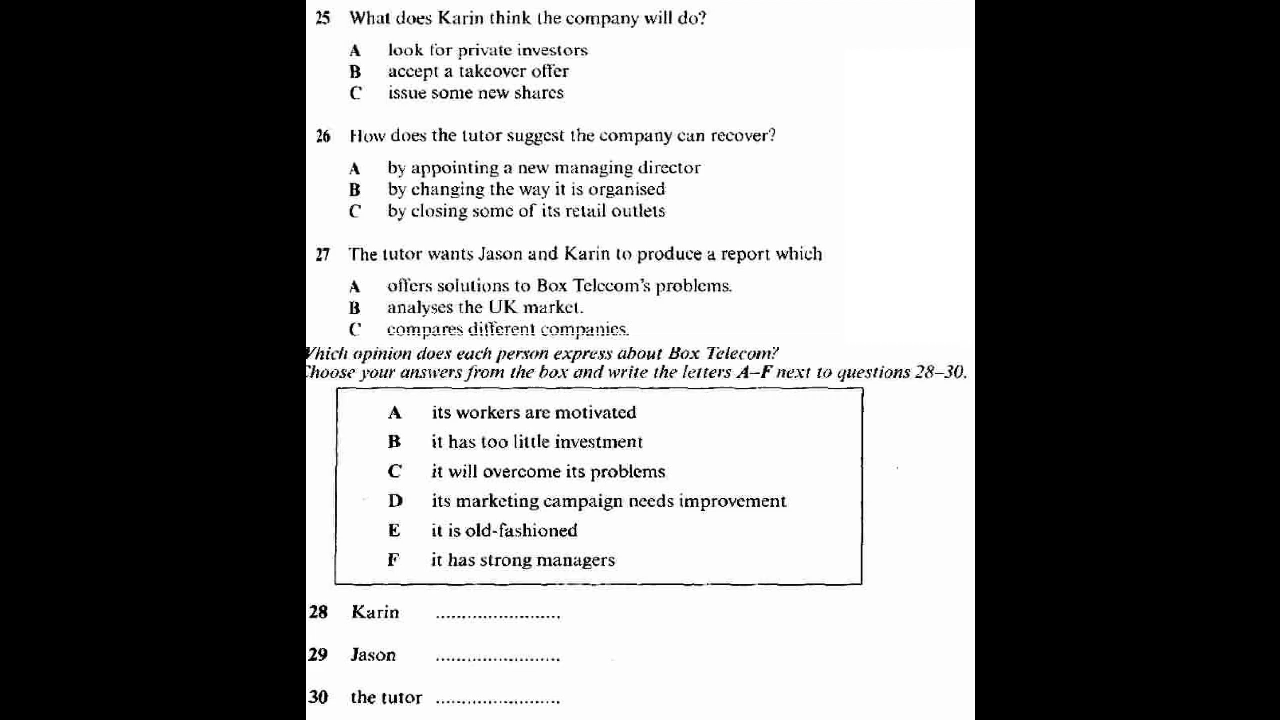 25 What does Karin think the company will do?
A look for private investors
B accept a takeover offer
C issue some new shares
26 How does the tutor suggest the company can recover?
A by appointing a new managing director
B by changing the way it is organised
C by closing some of its retail outlets
27 The tutor wants Jason and Karin to produce a report which
A offers solutions to Box Telecom's problems.
B analyses the UK market.
C compares different companies.
Which opinion does each person express about Box Telecom?
Choose your answers from the box and write the letters A–F next to questions 28–30.
A its workers are motivated
B it has too little investment
C it will overcome its problems
D its marketing campaign needs improvement
E it is old-fashioned
F it has strong managers
28 Karin ........................
29 Jason ........................
30 the tutor ........................